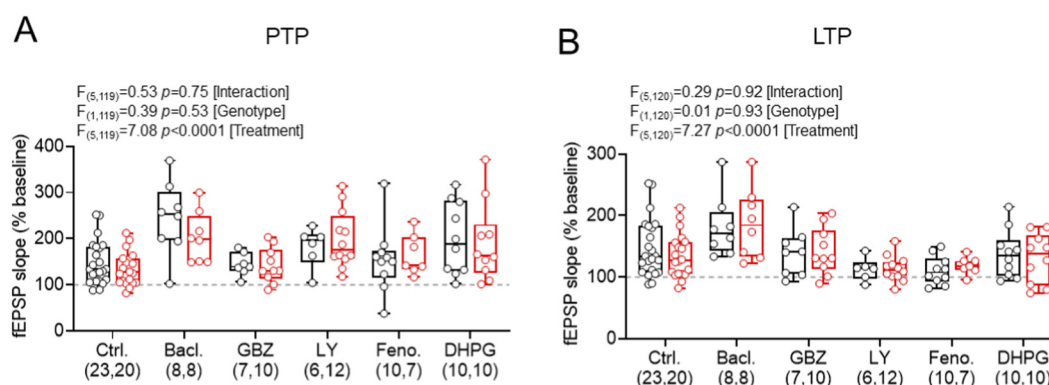 A
PTP
F(5,119)=0.53 p=0.75 [Interaction]
F(1,119)=0.39 p=0.53 [Genotype]
F(5,119)=7.08 p<0.0001 [Treatment]
fEPSP slope (% baseline)
400
300
200
100
0
Ctrl. Bacl. GBZ LY Feno. DHPG
(23,20) (8,8) (7,10) (6,12) (10,7) (10,10)
B
LTP
F(5,120)=0.29 p=0.92 [Interaction]
F(1,120)=0.01 p=0.93 [Genotype]
F(5,120)=7.27 p<0.0001 [Treatment]
fEPSP slope (% baseline)
300
200
100
0
Ctrl. Bacl. GBZ LY Feno. DHPG
(23,20) (8,8) (7,10) (6,12) (10,7) (10,10)